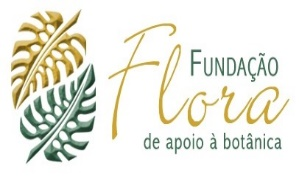 FUNDAÇÃO
Flora
de apoio à botânica